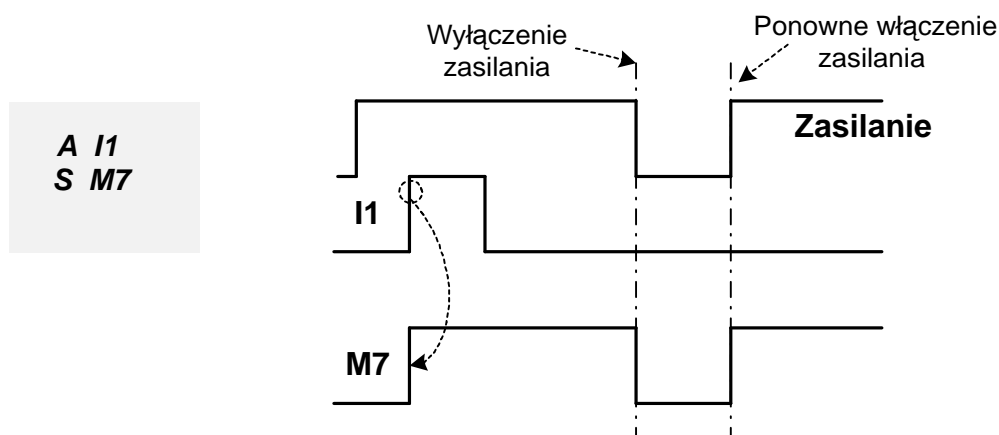 Wyłączenie
zasilania
Ponowne włączenie
zasilania
A I1
S M7
Zasilanie
I1
M7